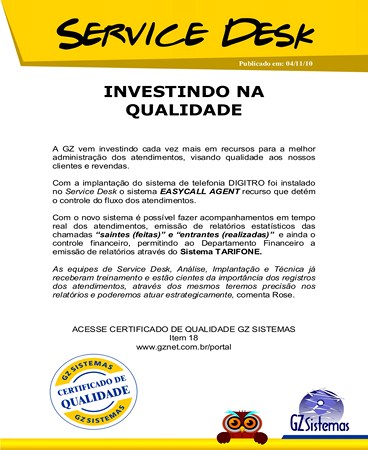 SERVICE DESK
Publicado em: 04/11/10
INVESTINDO NA
QUALIDADE
A GZ vem investindo cada vez mais em recursos para a melhor
administração dos atendimentos, visando qualidade aos nossos
clientes e revendas.
Com a implantação do sistema de telefonia DIGITRO foi instalado
no Service Desk o sistema EASYCALL AGENT recurso que detém
o controle do fluxo dos atendimentos.
Com o novo sistema é possível fazer acompanhamentos em tempo
real dos atendimentos, emissão de relatórios estatísticos das
chamadas "saintes (feitas)" e "entrantes (realizadas)" e ainda o
controle financeiro, permitindo ao Departamento Financeiro a
emissão de relatórios através do Sistema TARIFONE.
As equipes de Service Desk, Análise, Implantação e Técnica já
receberam treinamento e estão cientes da importância dos registros
dos atendimentos, através dos mesmos teremos precisão nos
relatórios e poderemos atuar estrategicamente, comenta Rose.
ACESSE CERTIFICADO DE QUALIDADE GZ SISTEMAS
Item 18
www.gznet.com.br/portal
GZ SISTEMAS
CERTIFICADO DE
QUALIDADE
GZ SISTEMAS
GZ Sistemas